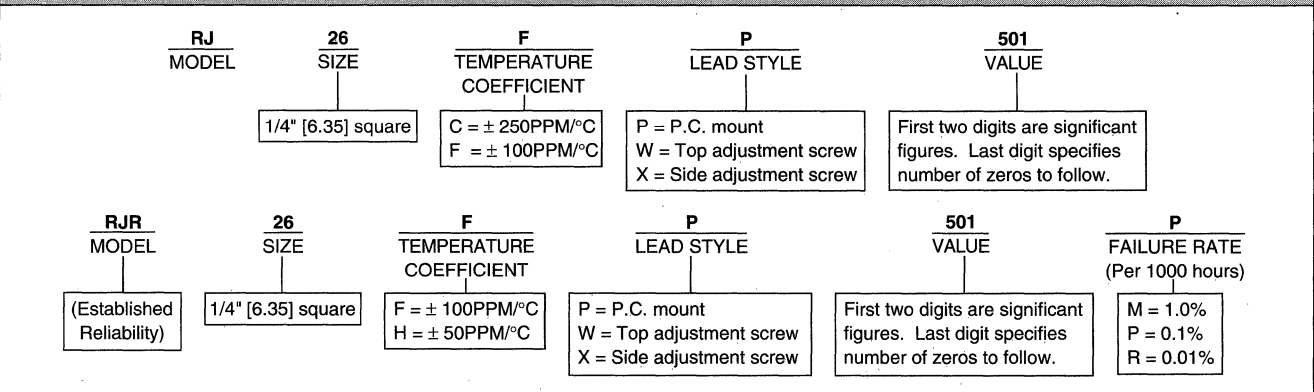 RJ 26 F P 501
MODEL SIZE TEMPERATURE LEAD STYLE VALUE
COEFFICIENT
1/4" [6.35] square
C = ± 250PPM/°C
F = ± 100PPM/°C
P = P.C. mount
W = Top adjustment screw
X = Side adjustment screw
First two digits are significant
figures. Last digit specifies
number of zeros to follow.
RJR 26 F P 501 P
MODEL SIZE TEMPERATURE LEAD STYLE VALUE FAILURE RATE
COEFFICIENT (Per 1000 hours)
(Established
Reliability)
1/4" [6.35] square
F = ± 100PPM/°C
H = ± 50PPM/°C
P = P.C. mount
W = Top adjustment screw
X = Side adjustment screw
First two digits are significant
figures. Last digit specifies
number of zeros to follow.
M = 1.0%
P = 0.1%
R = 0.01%